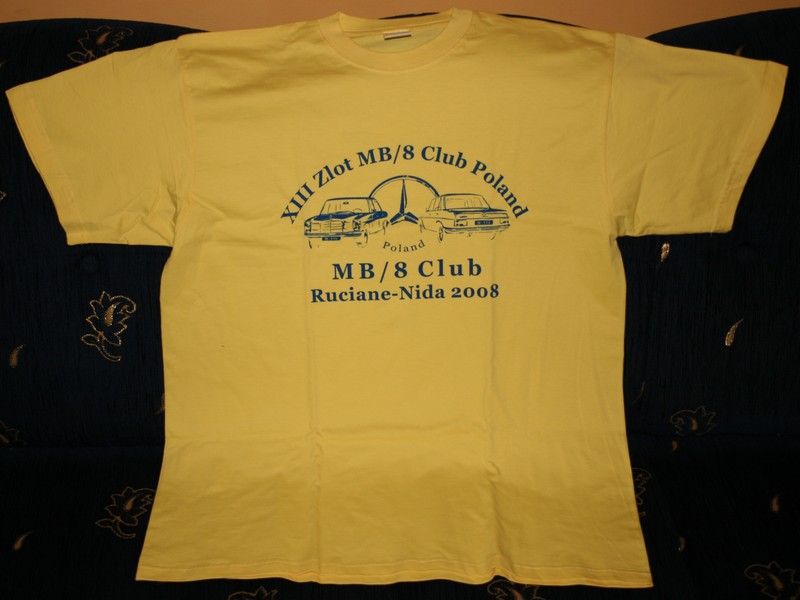 XIII Zlot MB/8 Club Poland
Poland
MB/8 Club
Ruciane-Nida 2008